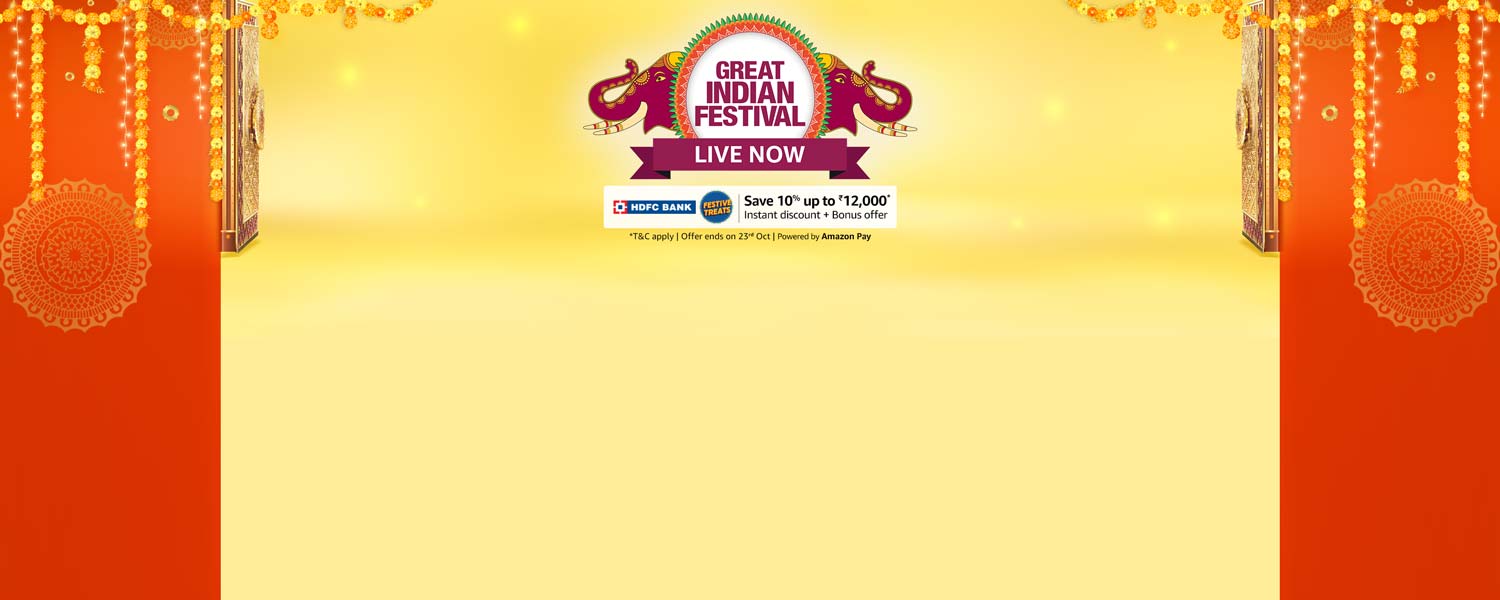 GREAT
INDIAN
FESTIVAL
LIVE NOW
HDFC BANK
FESTIVE
TREATS
Save 10% up to ₹12,000*
Instant discount + Bonus offer
*T&C apply | Offer ends on 23rd Oct | Powered by Amazon Pay